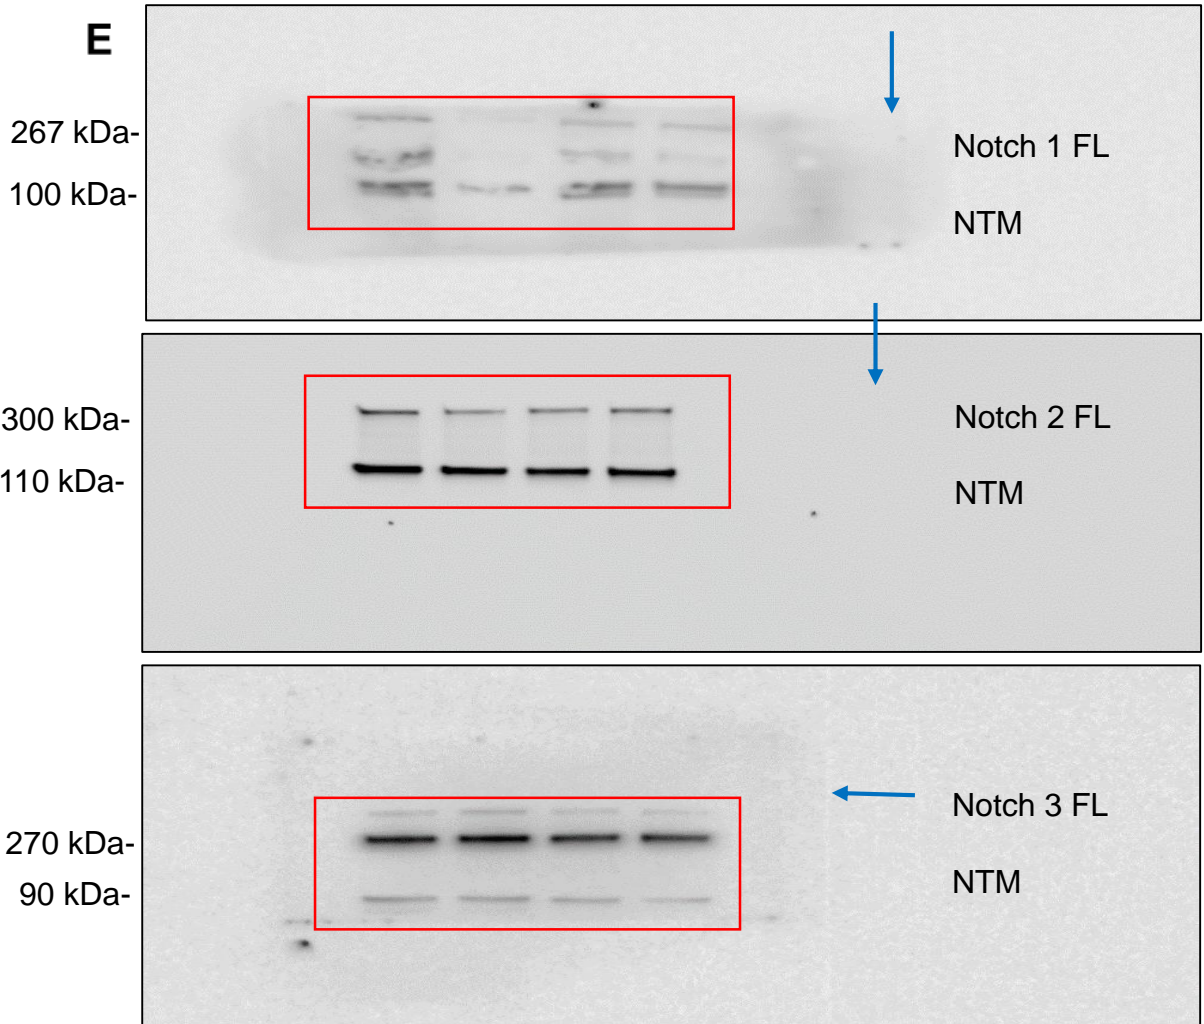 E
267 kDa-
Notch 1 FL
100 kDa-
NTM
300 kDa-
Notch 2 FL
110 kDa-
NTM
Notch 3 FL
270 kDa-
NTM
90 kDa-